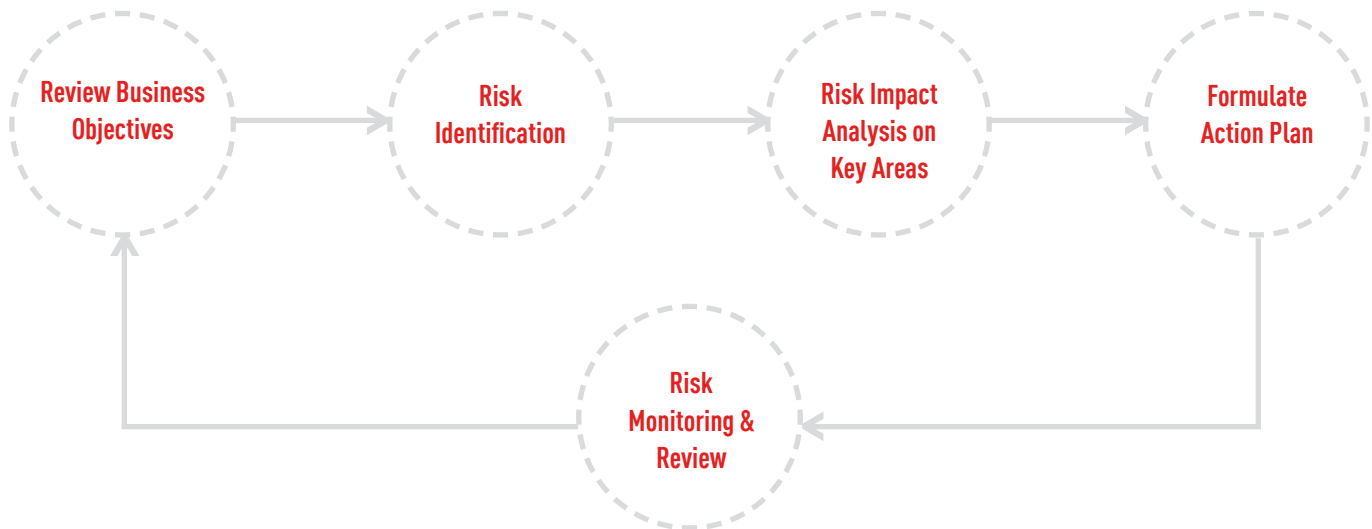 Review Business
Objectives
Risk
Identification
Risk Impact
Analysis on
Key Areas
Formulate
Action Plan
Risk
Monitoring &
Review